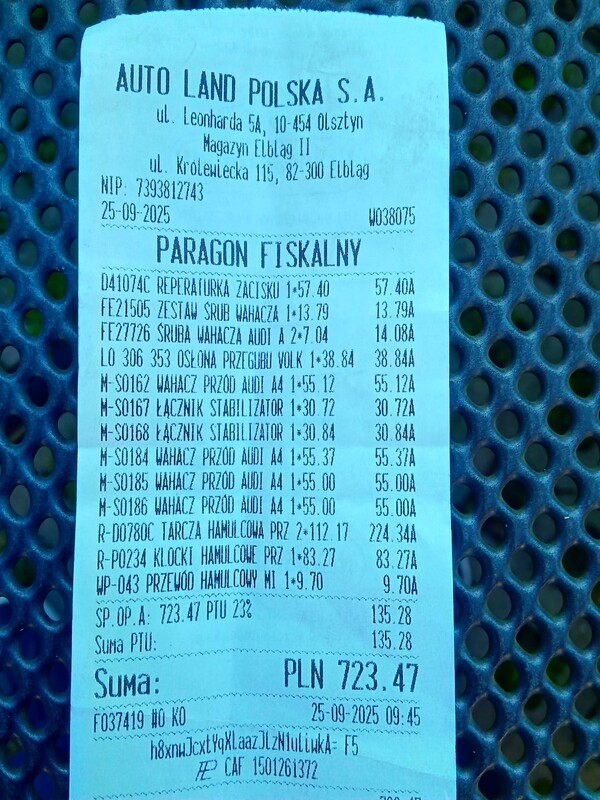 AUTO LAND POLSKA S.A.
ul. Leonharda 5A, 10-454 Olsztyn
Magazyn Elbląg II
ul. Królewiecka 115, 82-300 Elbląg
NIP: 7393812743
25-09-2025 W038075
PARAGON FISKALNY
D41074C REPERATURKA ZACISKU 1*57.40 57.40A
FE21505 ZESTAW ŚRUB WAHACZA 1*13.79 13.79A
FE27726 ŚRUBA WAHACZA AUDI A 2*7.04 14.08A
LO 306 353 OSŁONA PRZEGUBU VOLK 1*38.84 38.84A
M-S0162 WAHACZ PRZÓD AUDI A4 1*55.12 55.12A
M-S0167 ŁĄCZNIK STABILIZATOR 1*30.72 30.72A
M-S0168 ŁĄCZNIK STABILIZATOR 1*30.84 30.84A
M-S0184 WAHACZ PRZÓD AUDI A4 1*55.37 55.37A
M-S0185 WAHACZ PRZÓD AUDI A4 1*55.00 55.00A
M-S0186 WAHACZ PRZÓD AUDI A4 1*55.00 55.00A
R-D0780C TARCZA HAMULCOWA PRZ 2*112.17 224.34A
R-P0234 KLOCKI HAMULCOWE PRZ 1*83.27 83.27A
WP-043 PRZEWÓD HAMULCOWY MI 1*9.70 9.70A
SP.OP.A: 723.47 PTU 23% 135.28
Suma PTU: 135.28
Suma: PLN 723.47
F037419 #0 KO 25-09-2025 09:45
CAF 1501261372